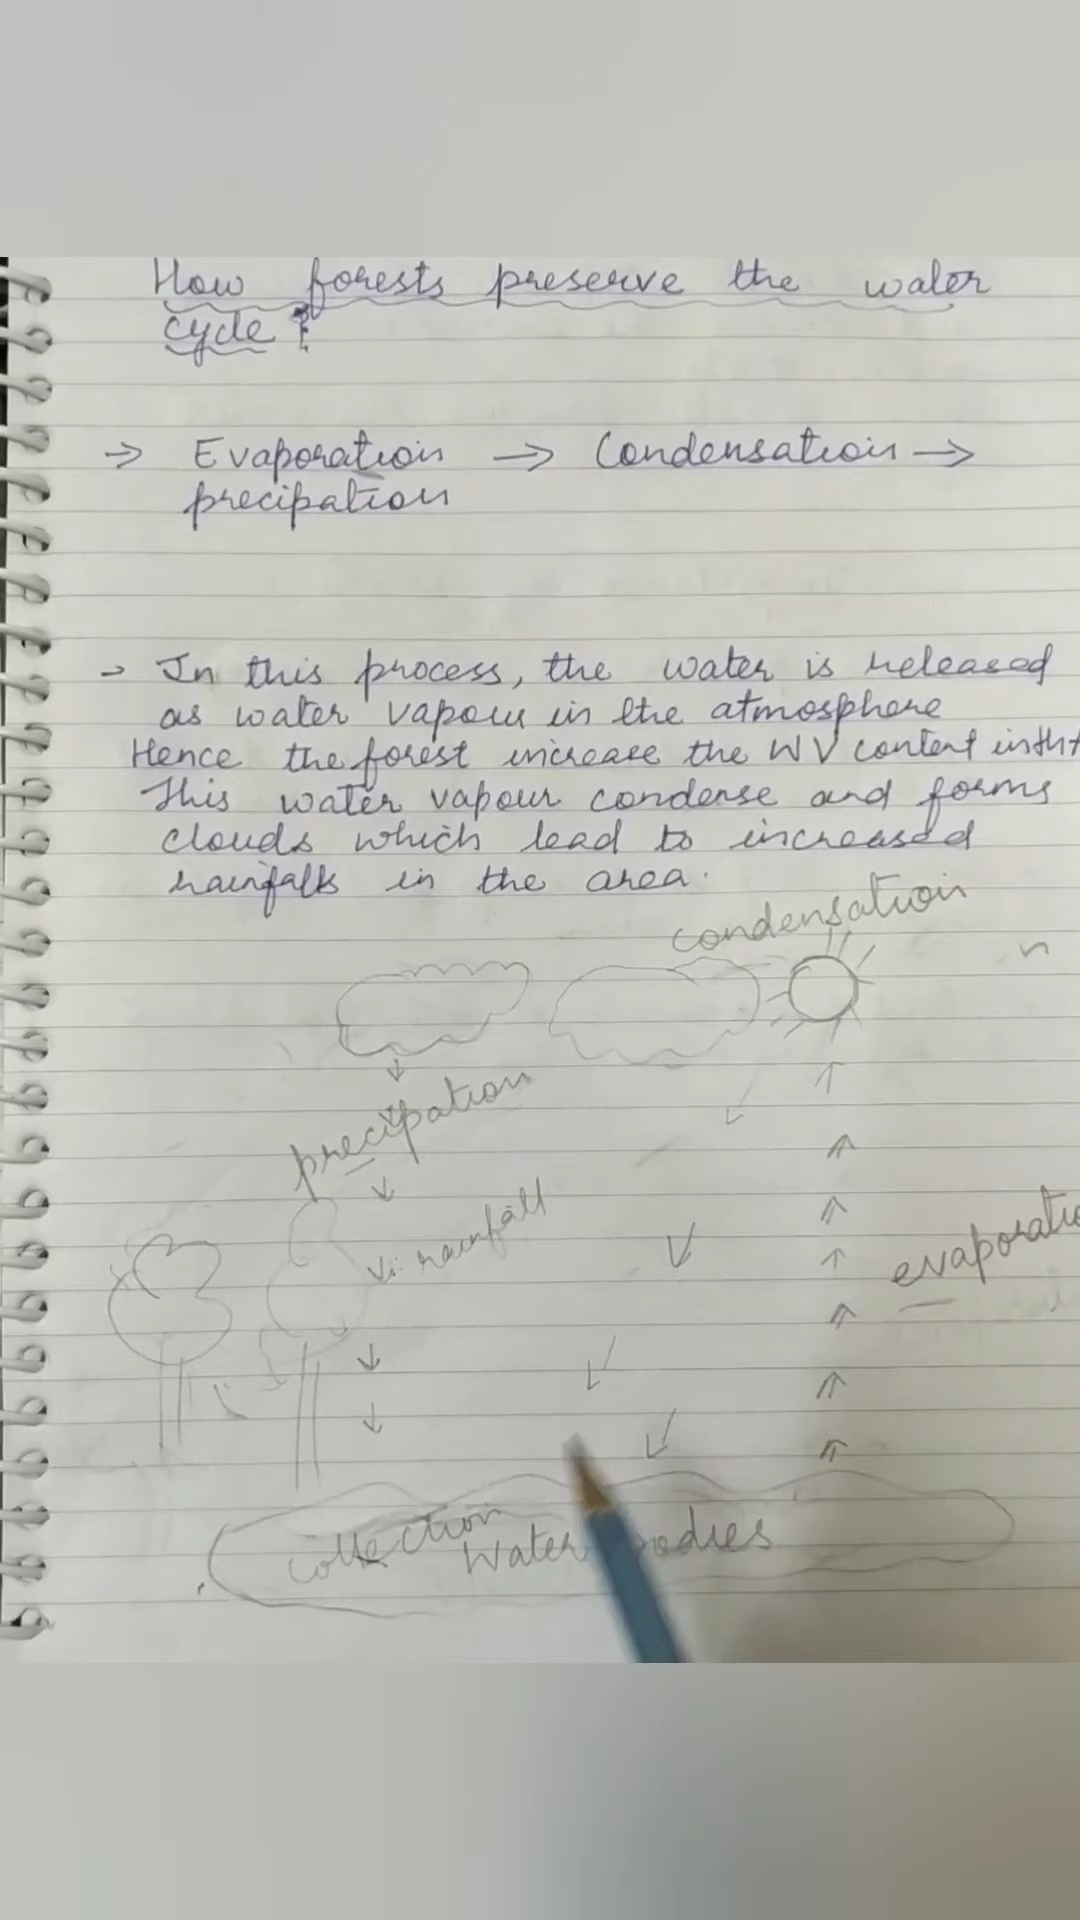 How forests preserve the water
cycle ?
→ Evaporation → Condensation →
precipation
→ In this process, the water is released
as water vapour in the atmosphere
Hence the forest increase the WV content in
This water vapour condense and forms
clouds which lead to increased
rainfalls in the area.
condensation
precipation
rainfall
evaporatio
collection
Water bodies